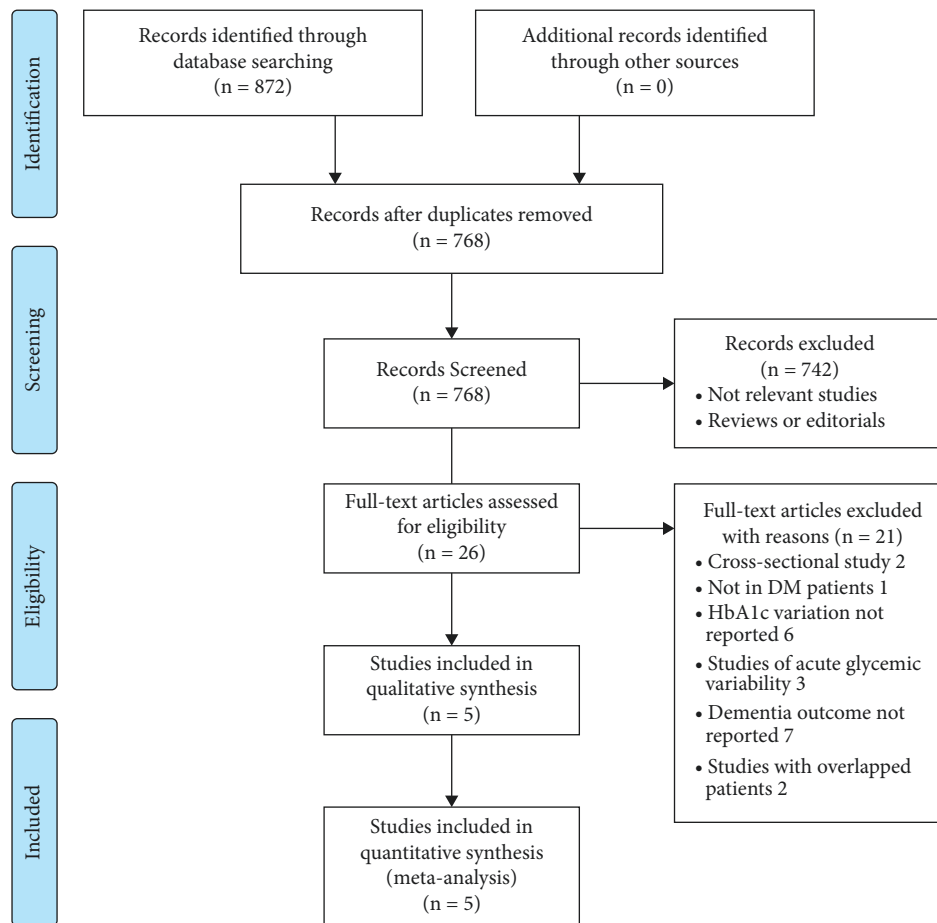 Identification
Records identified through
database searching
(n = 872)
Additional records identified
through other sources
(n = 0)
Records after duplicates removed
(n = 768)
Screening
Records Screened
(n = 768)
Records excluded
(n = 742)
• Not relevant studies
• Reviews or editorials
Eligibility
Full-text articles assessed
for eligibility
(n = 26)
Full-text articles excluded
with reasons (n = 21)
• Cross-sectional study 2
• Not in DM patients 1
• HbA1c variation not
reported 6
• Studies of acute glycemic
variability 3
• Dementia outcome not
reported 7
• Studies with overlapped
patients 2
Studies included in
qualitative synthesis
(n = 5)
Included
Studies included in
quantitative synthesis
(meta-analysis)
(n = 5)